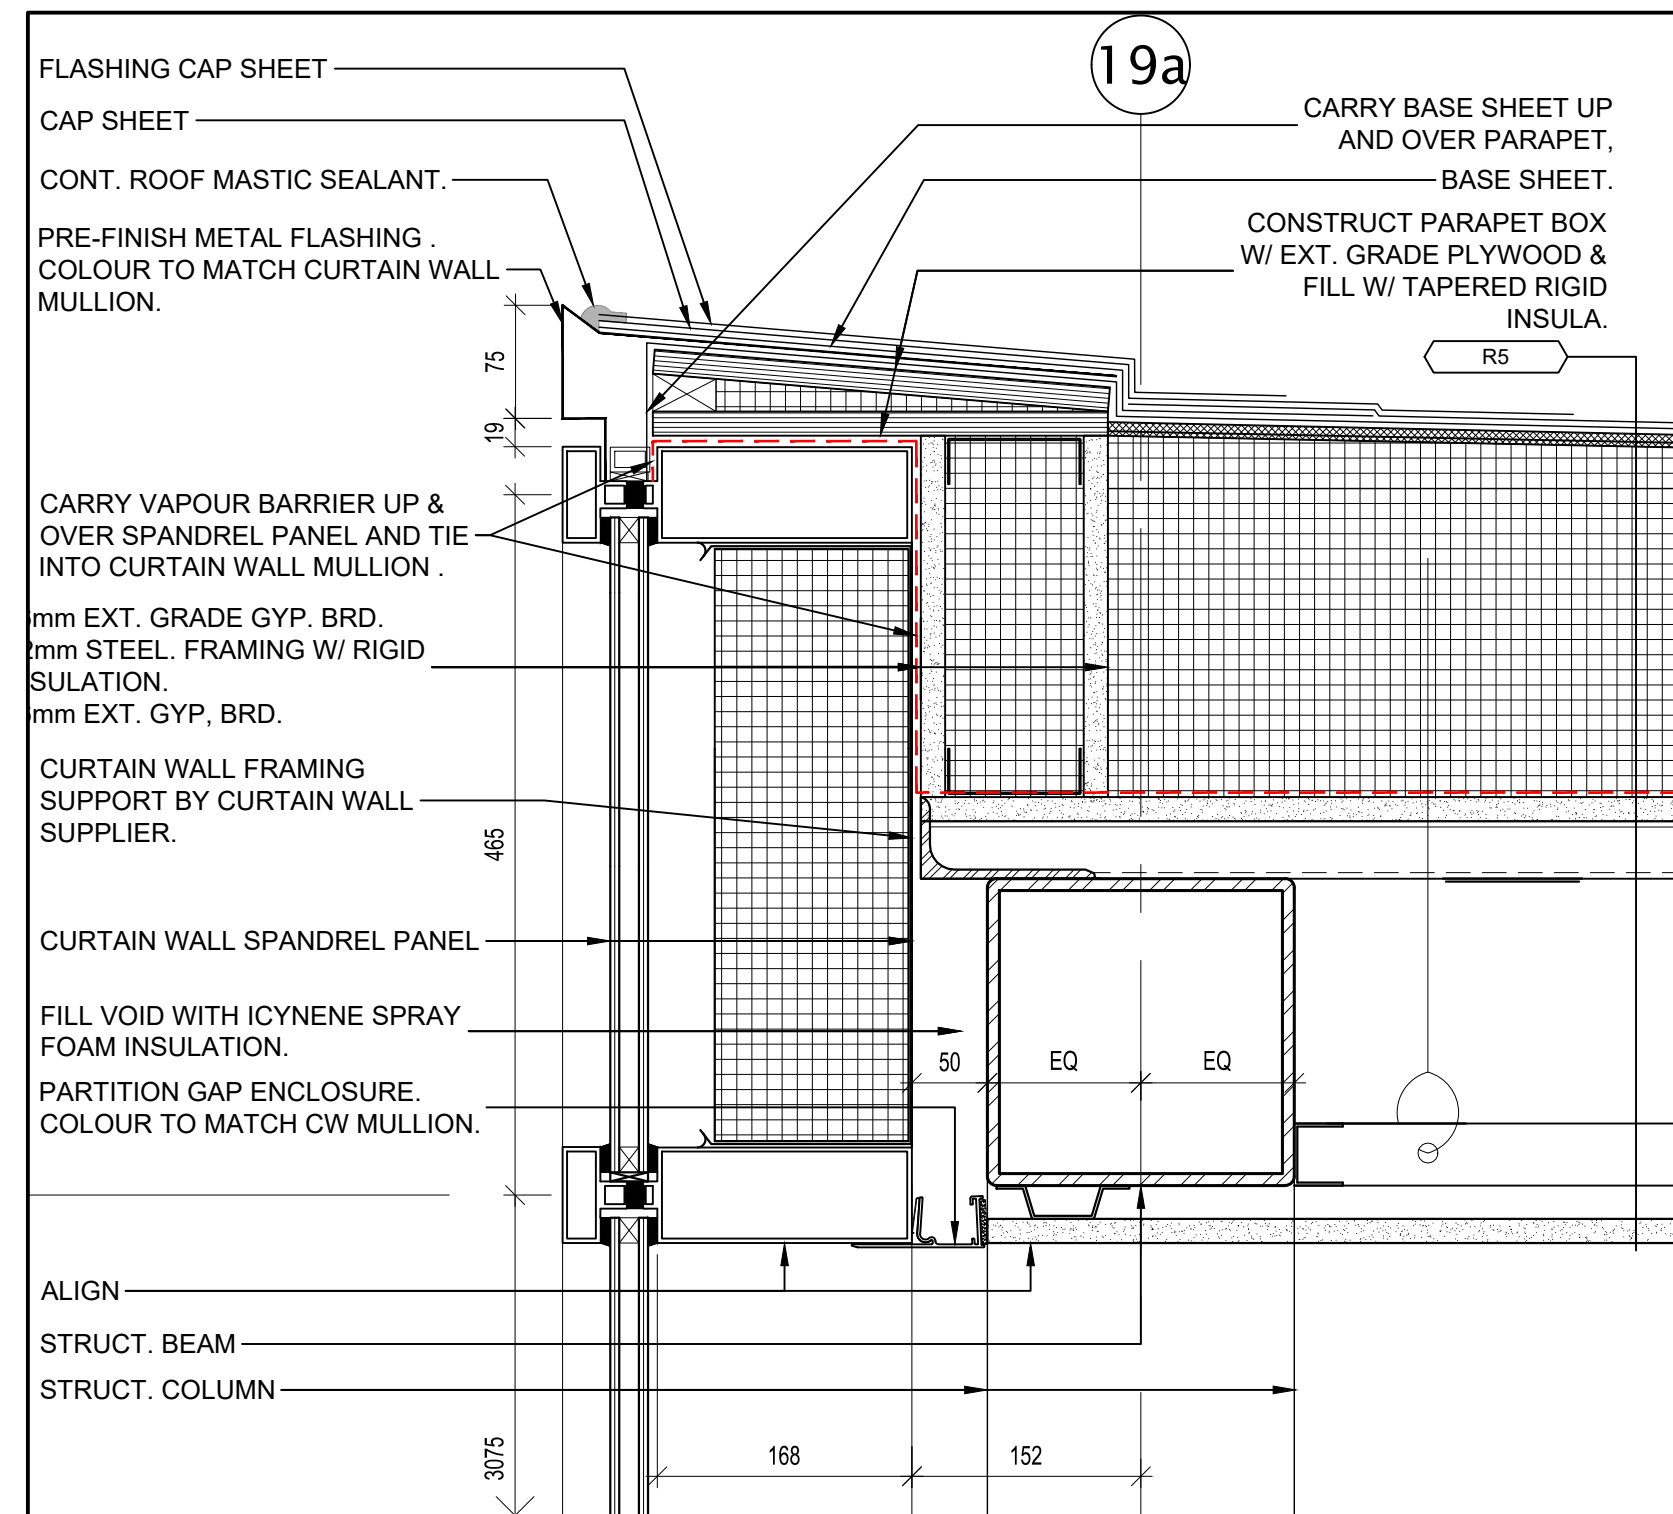 FLASHING CAP SHEET
CAP SHEET
CONT. ROOF MASTIC SEALANT.
PRE-FINISH METAL FLASHING .
COLOUR TO MATCH CURTAIN WALL
MULLION.
19a
CARRY BASE SHEET UP
AND OVER PARAPET,
BASE SHEET.
CONSTRUCT PARAPET BOX
W/ EXT. GRADE PLYWOOD &
FILL W/ TAPERED RIGID
INSULA.
R5
75
19
CARRY VAPOUR BARRIER UP &
OVER SPANDREL PANEL AND TIE
INTO CURTAIN WALL MULLION .
mm EXT. GRADE GYP. BRD.
mm STEEL. FRAMING W/ RIGID
SULATION.
mm EXT. GYP, BRD.
CURTAIN WALL FRAMING
SUPPORT BY CURTAIN WALL
SUPPLIER.
465
CURTAIN WALL SPANDREL PANEL
FILL VOID WITH ICYNENE SPRAY
FOAM INSULATION.
50 EQ EQ
PARTITION GAP ENCLOSURE.
COLOUR TO MATCH CW MULLION.
ALIGN
STRUCT. BEAM
STRUCT. COLUMN
3075
168 152